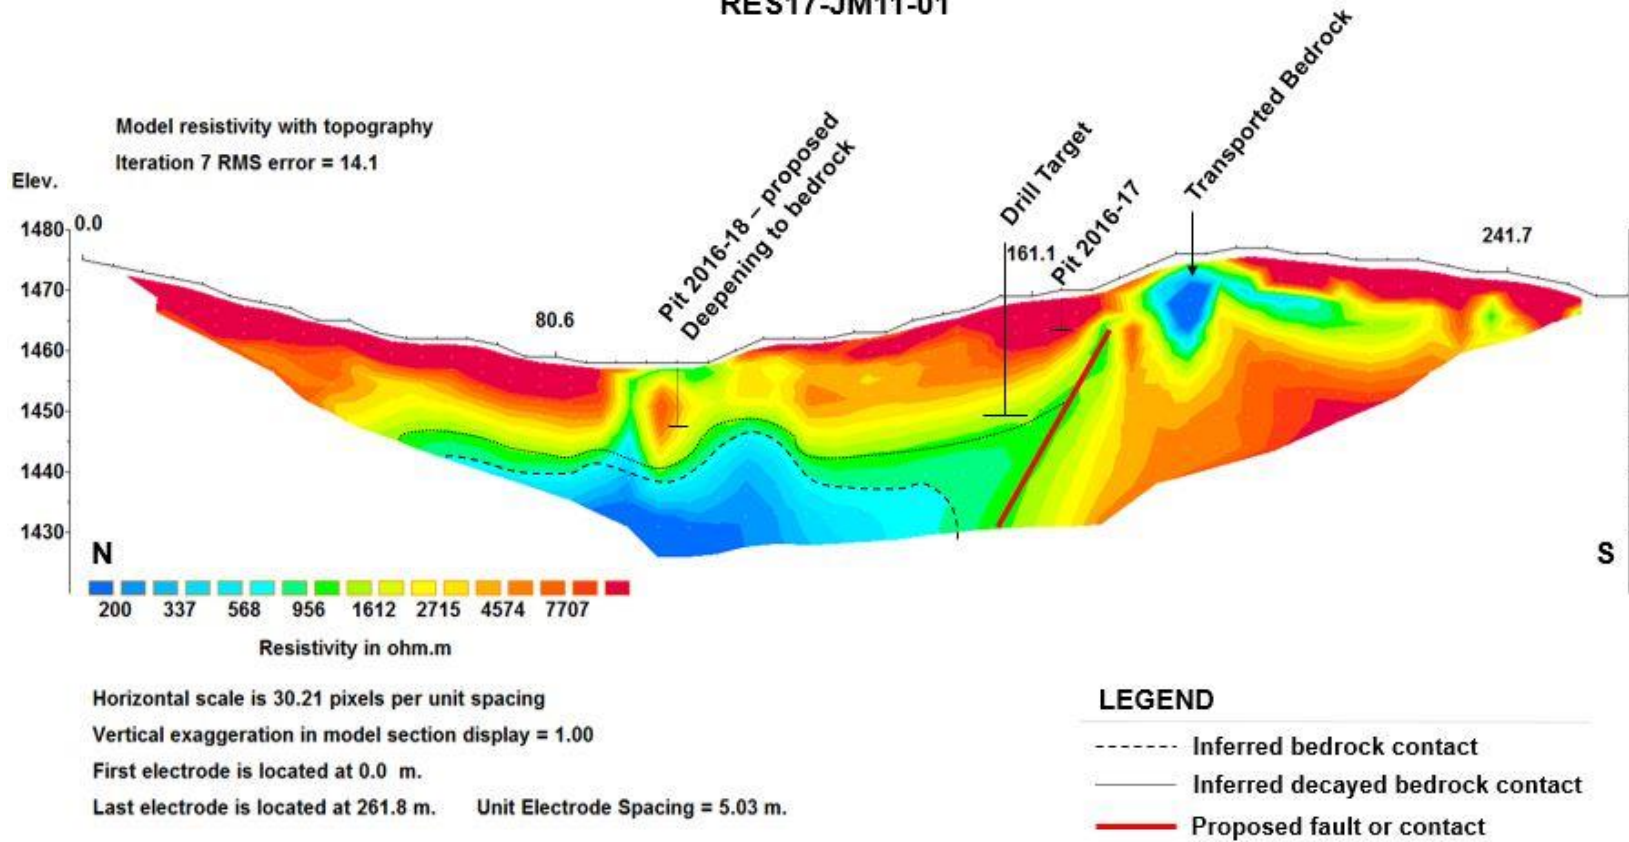 RES17-JM11-01
Model resistivity with topography
Iteration 7 RMS error = 14.1
Elev.
1480
1470
1460
1450
1440
1430
0.0
80.6
161.1
241.7
Pit 2016-18 – proposed
Deepening to bedrock
Drill Target
Pit 2016-17
Transported Bedrock
N
S
200 337 568 956 1612 2715 4574 7707
Resistivity in ohm.m
Horizontal scale is 30.21 pixels per unit spacing
Vertical exaggeration in model section display = 1.00
First electrode is located at 0.0 m.
Last electrode is located at 261.8 m. Unit Electrode Spacing = 5.03 m.
LEGEND
Inferred bedrock contact
Inferred decayed bedrock contact
Proposed fault or contact